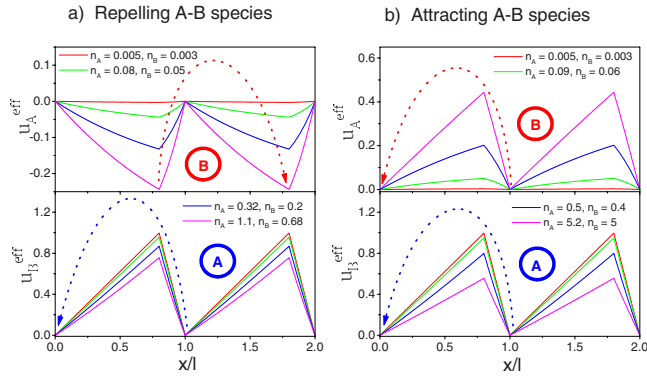 a) Repelling A-B species
b) Attracting A-B species
u_A^eff
0.1
0.0
-0.1
-0.2
n_A = 0.005, n_B = 0.003
n_A = 0.08, n_B = 0.05
B
u_B^eff
1.2
0.8
0.4
0.0
n_A = 0.32, n_B = 0.2
n_A = 1.1, n_B = 0.68
A
0.0 0.5 1.0 1.5 2.0
x/l
u_A^eff
0.6
0.4
0.2
0.0
n_A = 0.005, n_B = 0.003
n_A = 0.09, n_B = 0.06
B
u_B^eff
1.2
0.8
0.4
0.0
n_A = 0.5, n_B = 0.4
n_A = 5.2, n_B = 5
A
0.0 0.5 1.0 1.5 2.0
x/l